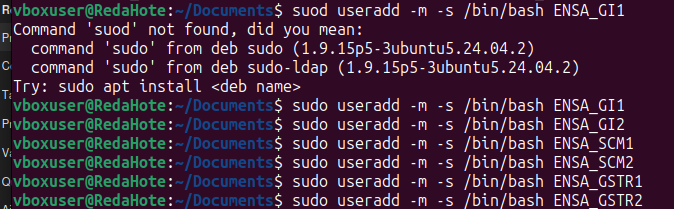 vboxuser@RedaHote:~/Documents$ suod useradd -m -s /bin/bash ENSA_GI1
Command 'suod' not found, did you mean:
  command 'sudo' from deb sudo (1.9.15p5-3ubuntu5.24.04.2)
  command 'sudo' from deb sudo-ldap (1.9.15p5-3ubuntu5.24.04.2)
Try: sudo apt install <deb name>
vboxuser@RedaHote:~/Documents$ sudo useradd -m -s /bin/bash ENSA_GI1
vboxuser@RedaHote:~/Documents$ sudo useradd -m -s /bin/bash ENSA_GI2
vboxuser@RedaHote:~/Documents$ sudo useradd -m -s /bin/bash ENSA_SCM1
vboxuser@RedaHote:~/Documents$ sudo useradd -m -s /bin/bash ENSA_SCM2
vboxuser@RedaHote:~/Documents$ sudo useradd -m -s /bin/bash ENSA_GSTR1
vboxuser@RedaHote:~/Documents$ sudo useradd -m -s /bin/bash ENSA_GSTR2